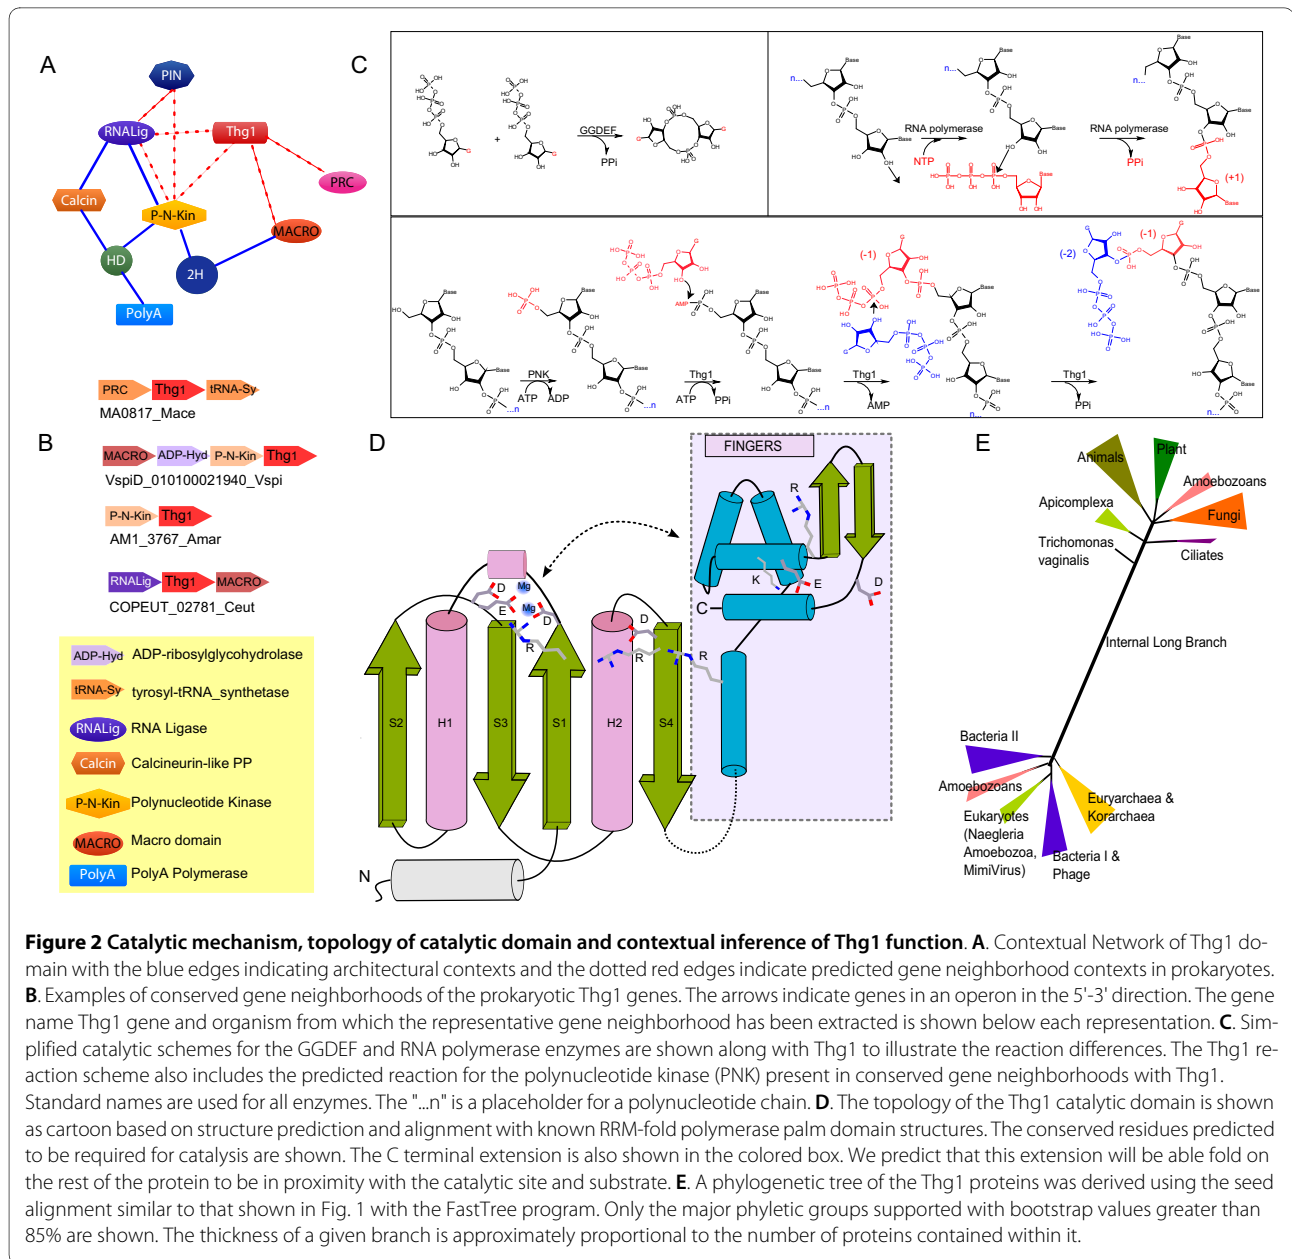 A
PIN
RNALig
Thg1
PRC
Calcin
P-N-Kin
MACRO
HD
2H
PolyA
PRC Thg1 tRNA-Sy
MA0817_Mace
B
MACRO ADP-Hyd P-N-Kin Thg1
VspiD_010100021940_Vspi
P-N-Kin Thg1
AM1_3767_Amar
RNALig Thg1 MACRO
COPEUT_02781_Ceut
ADP-Hyd ADP-ribosylglycohydrolase
tRNA-Sy tyrosyl-tRNA_synthetase
RNALig RNA Ligase
Calcin Calcineurin-like PP
P-N-Kin Polynucleotide Kinase
MACRO Macro domain
PolyA PolyA Polymerase
C
+
GGDEF
PPi
n...
Base
RNA polymerase
NTP
n...
Base
RNA polymerase
PPi
n...
Base
(+1)
Base
PNK
ATP ADP
...n
Thg1
ATP PPi
AMP
...n
(-1)
Thg1
AMP
n...
(-2)
(-1)
Thg1
PPi
n...
D
FINGERS
R
K
E
D
C
D
Mg
E
Mg
D
R
D
R
R
S2
H1
S3
S1
H2
S4
N
E
Animals
Plant
Amoebozoans
Apicomplexa
Fungi
Trichomonas
vaginalis
Ciliates
Internal Long Branch
Bacteria II
Amoebozoans
Euryarchaea &
Korarchaea
Eukaryotes
(Naegleria
Amoebozoa,
MimiVirus)
Bacteria I &
Phage
Figure 2 Catalytic mechanism, topology of catalytic domain and contextual inference of Thg1 function. A. Contextual Network of Thg1 do-
main with the blue edges indicating architectural contexts and the dotted red edges indicate predicted gene neighborhood contexts in prokaryotes.
B. Examples of conserved gene neighborhoods of the prokaryotic Thg1 genes. The arrows indicate genes in an operon in the 5'-3' direction. The gene
name Thg1 gene and organism from which the representative gene neighborhood has been extracted is shown below each representation. C. Sim-
plified catalytic schemes for the GGDEF and RNA polymerase enzymes are shown along with Thg1 to illustrate the reaction differences. The Thg1 re-
action scheme also includes the predicted reaction for the polynucleotide kinase (PNK) present in conserved gene neighborhoods with Thg1.
Standard names are used for all enzymes. The "...n" is a placeholder for a polynucleotide chain. D. The topology of the Thg1 catalytic domain is shown
as cartoon based on structure prediction and alignment with known RRM-fold polymerase palm domain structures. The conserved residues predicted
to be required for catalysis are shown. The C terminal extension is also shown in the colored box. We predict that this extension will be able fold on
the rest of the protein to be in proximity with the catalytic site and substrate. E. A phylogenetic tree of the Thg1 proteins was derived using the seed
alignment similar to that shown in Fig. 1 with the FastTree program. Only the major phyletic groups supported with bootstrap values greater than
85% are shown. The thickness of a given branch is approximately proportional to the number of proteins contained within it.